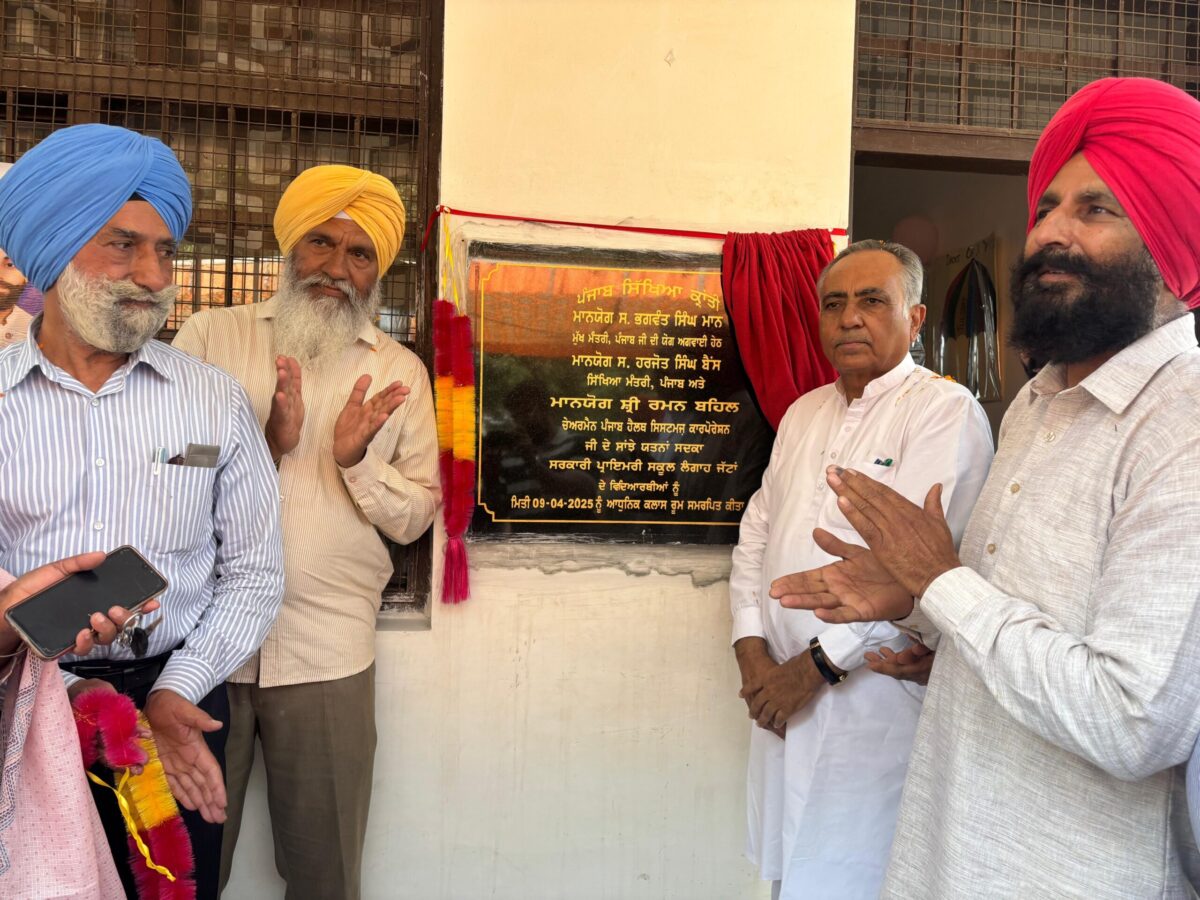 ਪੰਜਾਬ ਸਿੱਖਿਆ ਕ੍ਰਾਂਤੀ
ਮਾਨਯੋਗ ਸ. ਭਗਵੰਤ ਸਿੰਘ ਮਾਨ
ਮੁੱਖ ਮੰਤਰੀ, ਪੰਜਾਬ ਜੀ ਦੀ ਯੋਗ ਅਗਵਾਈ ਹੇਠ
ਮਾਨਯੋਗ ਸ. ਹਰਜੋਤ ਸਿੰਘ ਬੈਂਸ
ਸਿੱਖਿਆ ਮੰਤਰੀ, ਪੰਜਾਬ ਅਤੇ
ਮਾਨਯੋਗ ਸ਼੍ਰੀ ਰਮਨ ਬਹਿਲ
ਚੇਅਰਮੈਨ ਪੰਜਾਬ ਹੈਲਥ ਸਿਸਟਮਜ਼ ਕਾਰਪੋਰੇਸ਼ਨ
ਜੀ ਦੇ ਸਾਂਝੇ ਯਤਨਾਂ ਸਦਕਾ
ਸਰਕਾਰੀ ਪ੍ਰਾਇਮਰੀ ਸਕੂਲ ਲੰਗਾਹ ਜੱਟਾਂ
ਦੇ ਵਿਦਿਆਰਥੀਆਂ ਨੂੰ
ਮਿਤੀ 09-04-2025 ਨੂੰ ਆਧੁਨਿਕ ਕਲਾਸ ਰੂਮ ਸਮਰਪਿਤ ਕੀਤਾ